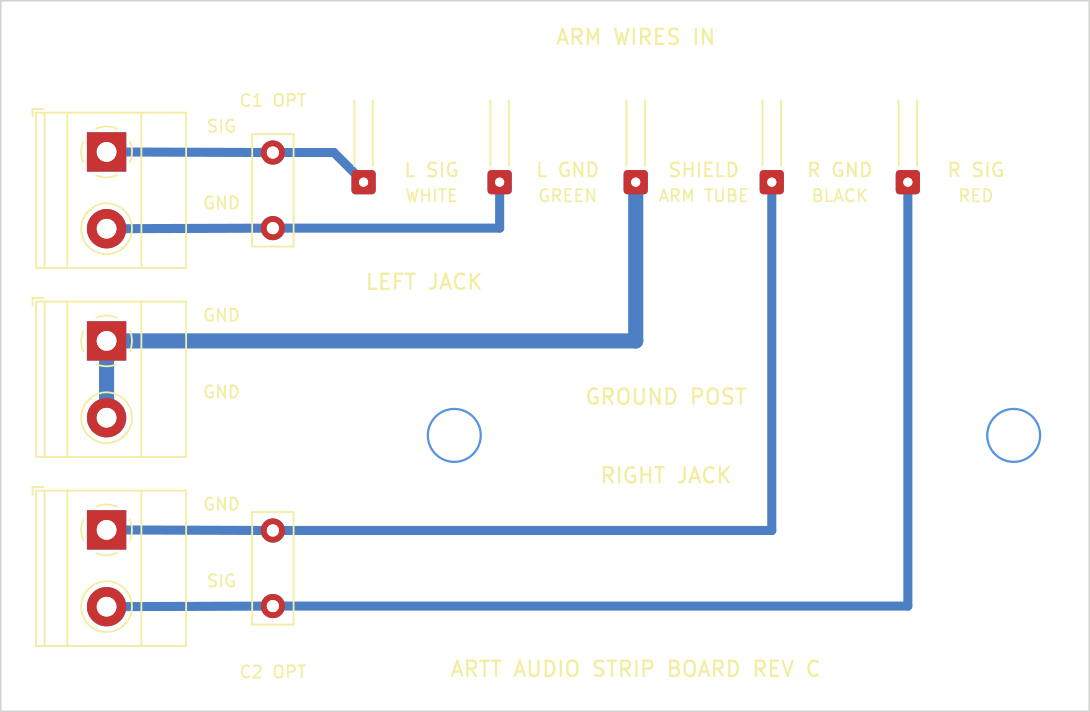 ARM WIRES IN
C1 OPT
SIG
L SIG L GND SHIELD R GND R SIG
WHITE GREEN ARM TUBE BLACK RED
GND
LEFT JACK
GND
GND
GROUND POST
RIGHT JACK
GND
SIG
C2 OPT
ARTT AUDIO STRIP BOARD REV C